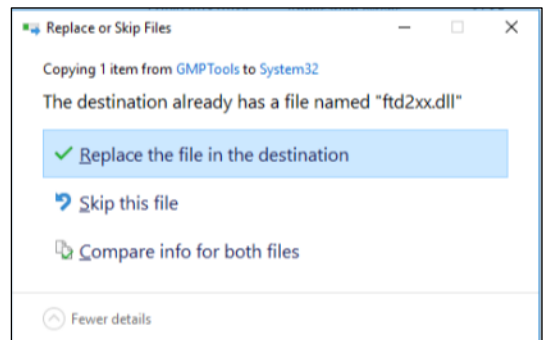 Replace or Skip Files
Copying 1 item from GMPTools to System32
The destination already has a file named "ftd2xx.dll"
Replace the file in the destination
Skip this file
Compare info for both files
Fewer details